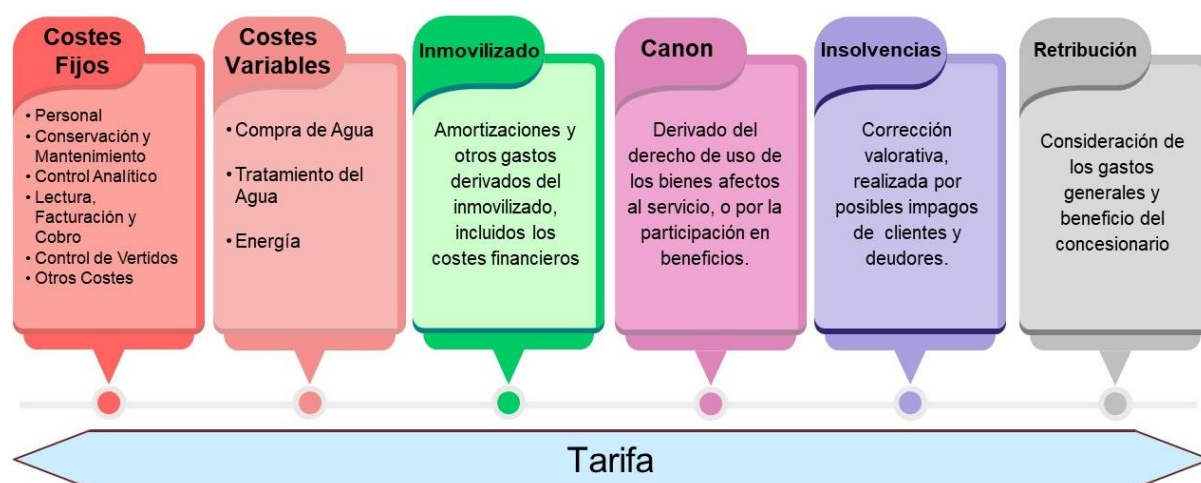 Costes
Fijos
• Personal
• Conservación y
Mantenimiento
• Control Analítico
• Lectura,
Facturación y
Cobro
• Control de Vertidos
• Otros Costes
Costes
Variables
• Compra de Agua
• Tratamiento del
Agua
• Energía
Inmovilizado
Amortizaciones y
otros gastos
derivados del
inmovilizado,
incluidos los
costes financieros
Canon
Derivado del
derecho de uso de
los bienes afectos
al servicio, o por la
participación en
beneficios.
Insolvencias
Corrección
valorativa,
realizada por
posibles impagos
de clientes y
deudores.
Retribución
Consideración de
los gastos
generales y
beneficio del
concesionario
Tarifa